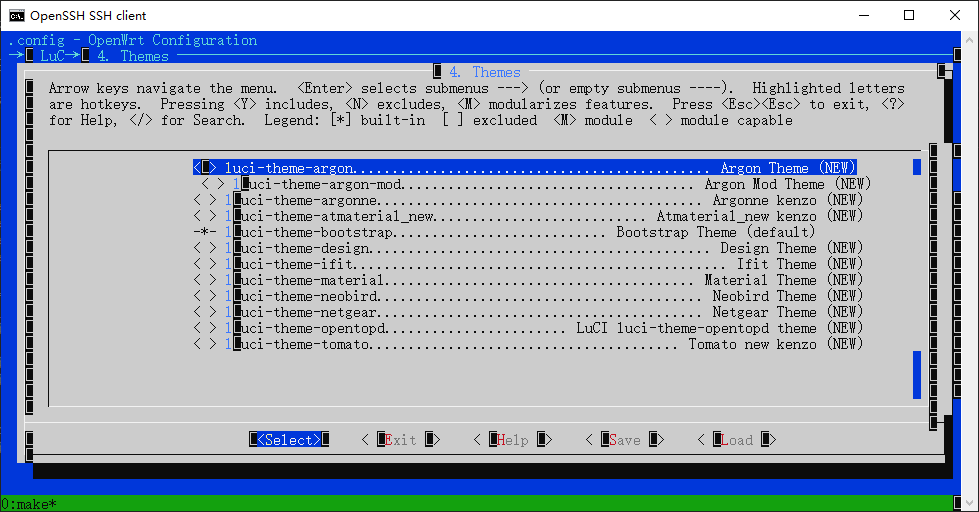 OpenSSH SSH client
.config - OpenWrt Configuration
→ LuC→ 4. Themes
4. Themes
Arrow keys navigate the menu.  <Enter> selects submenus ---> (or empty submenus ----).  Highlighted letters
are hotkeys.  Pressing <Y> includes, <N> excludes, <M> modularizes features.  Press <Esc><Esc> to exit, <?>
for Help, </> for Search.  Legend: [*] built-in  [ ] excluded  <M> module  < > module capable
< > luci-theme-argon............................................. Argon Theme (NEW)
< > luci-theme-argon-mod..................................... Argon Mod Theme (NEW)
< > luci-theme-argonne......................................... Argonne kenzo (NEW)
< > luci-theme-atmaterial_new........................... Atmaterial_new kenzo (NEW)
-*- luci-theme-bootstrap.......................... Bootstrap Theme (default)
< > luci-theme-design........................................... Design Theme (NEW)
< > luci-theme-ifit............................................... Ifit Theme (NEW)
< > luci-theme-material....................................... Material Theme (NEW)
< > luci-theme-neobird......................................... Neobird Theme (NEW)
< > luci-theme-netgear......................................... Netgear Theme (NEW)
< > luci-theme-opentopd....................... LuCI luci-theme-opentopd theme (NEW)
< > luci-theme-tomato....................................... Tomato new kenzo (NEW)
<Select>    < Exit >    < Help >    < Save >    < Load >
0:make*